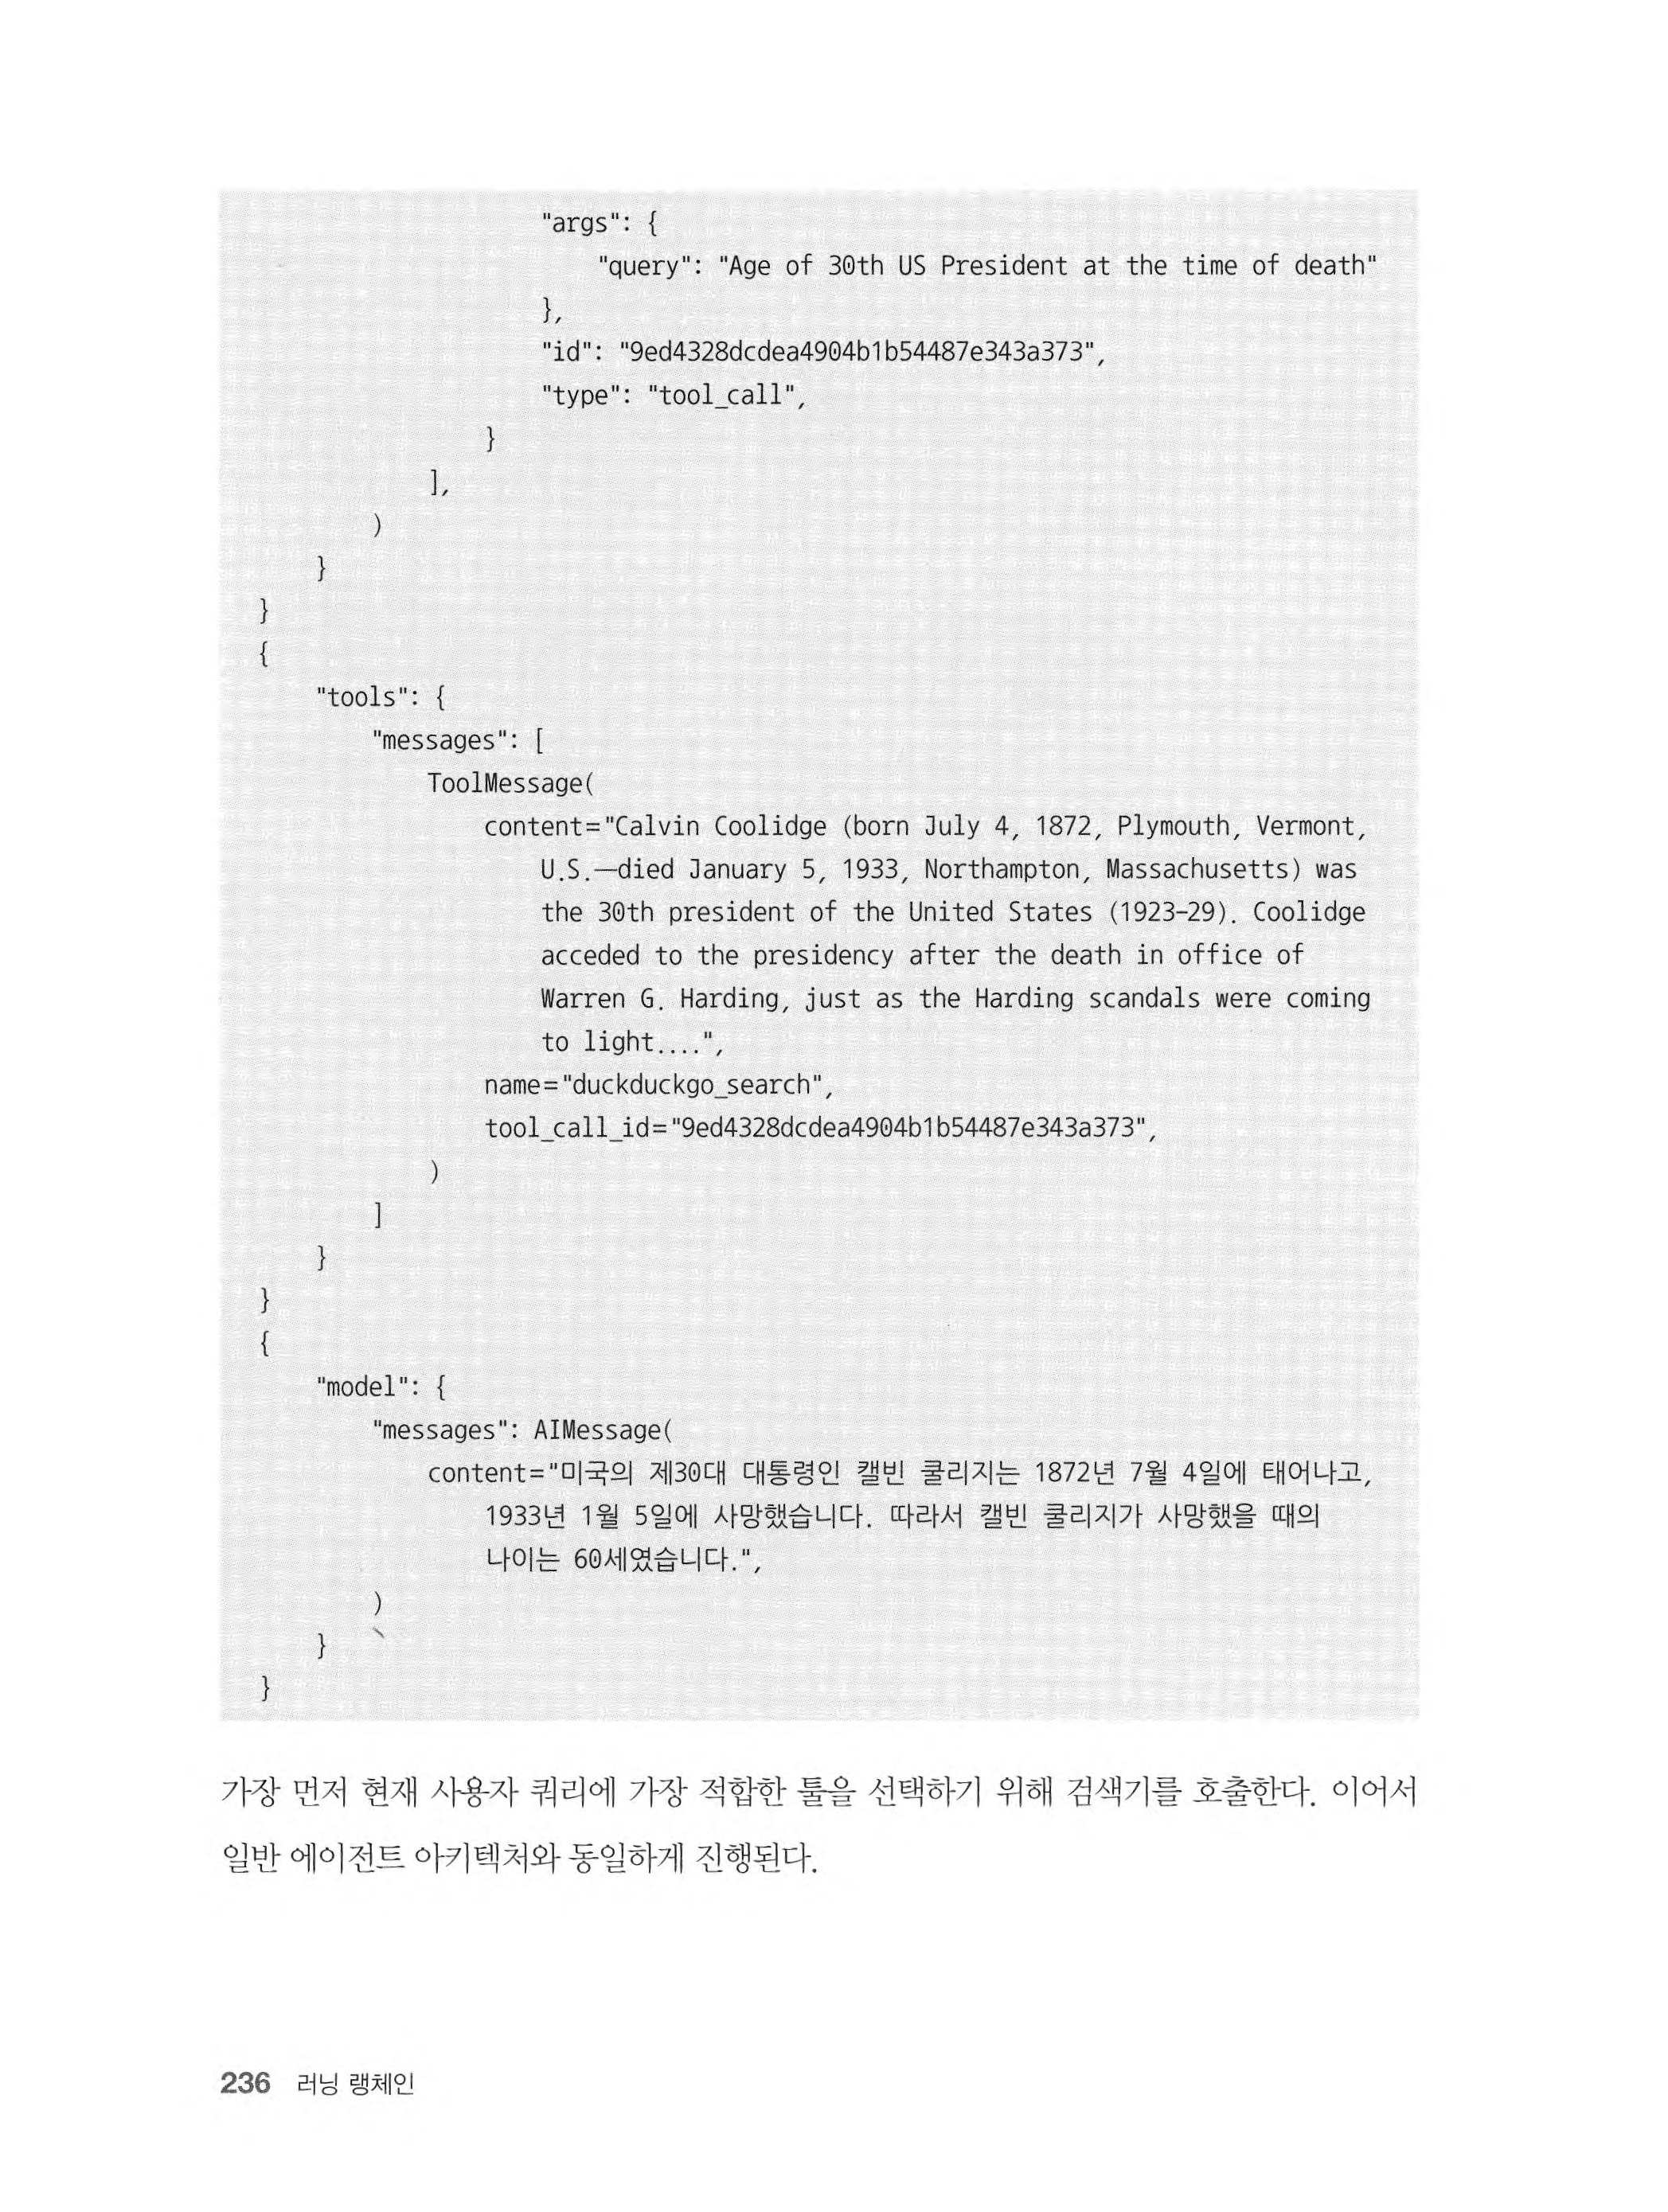 "args": {
"query": "Age of 30th US President at the time of death"
},
"id": "9ed4328dcdea4904b1b54487e343a373",
"type": "tool_call",
}
],
)
}
}
{
"tools": {
"messages": [
ToolMessage(
content="Calvin Coolidge (born July 4, 1872, Plymouth, Vermont,
U.S.—died January 5, 1933, Northampton, Massachusetts) was
the 30th president of the United States (1923–29). Coolidge
acceded to the presidency after the death in office of
Warren G. Harding, just as the Harding scandals were coming
to light....",
name="duckduckgo_search",
tool_call_id="9ed4328dcdea4904b1b54487e343a373",
)
]
}
}
{
"model": {
"messages": AIMessage(
content="미국의 제30대 대통령인 캘빈 쿨리지는 1872년 7월 4일에 태어나고,
1933년 1월 5일에 사망했습니다. 따라서 캘빈 쿨리지가 사망했을 때의
나이는 60세였습니다.",
)
}
}
가장 먼저 현재 사용자 쿼리에 가장 적합한 툴을 선택하기 위해 검색기를 호출한다. 이어서
일반 에이전트 아키텍처와 동일하게 진행된다.
236 러닝 랭체인